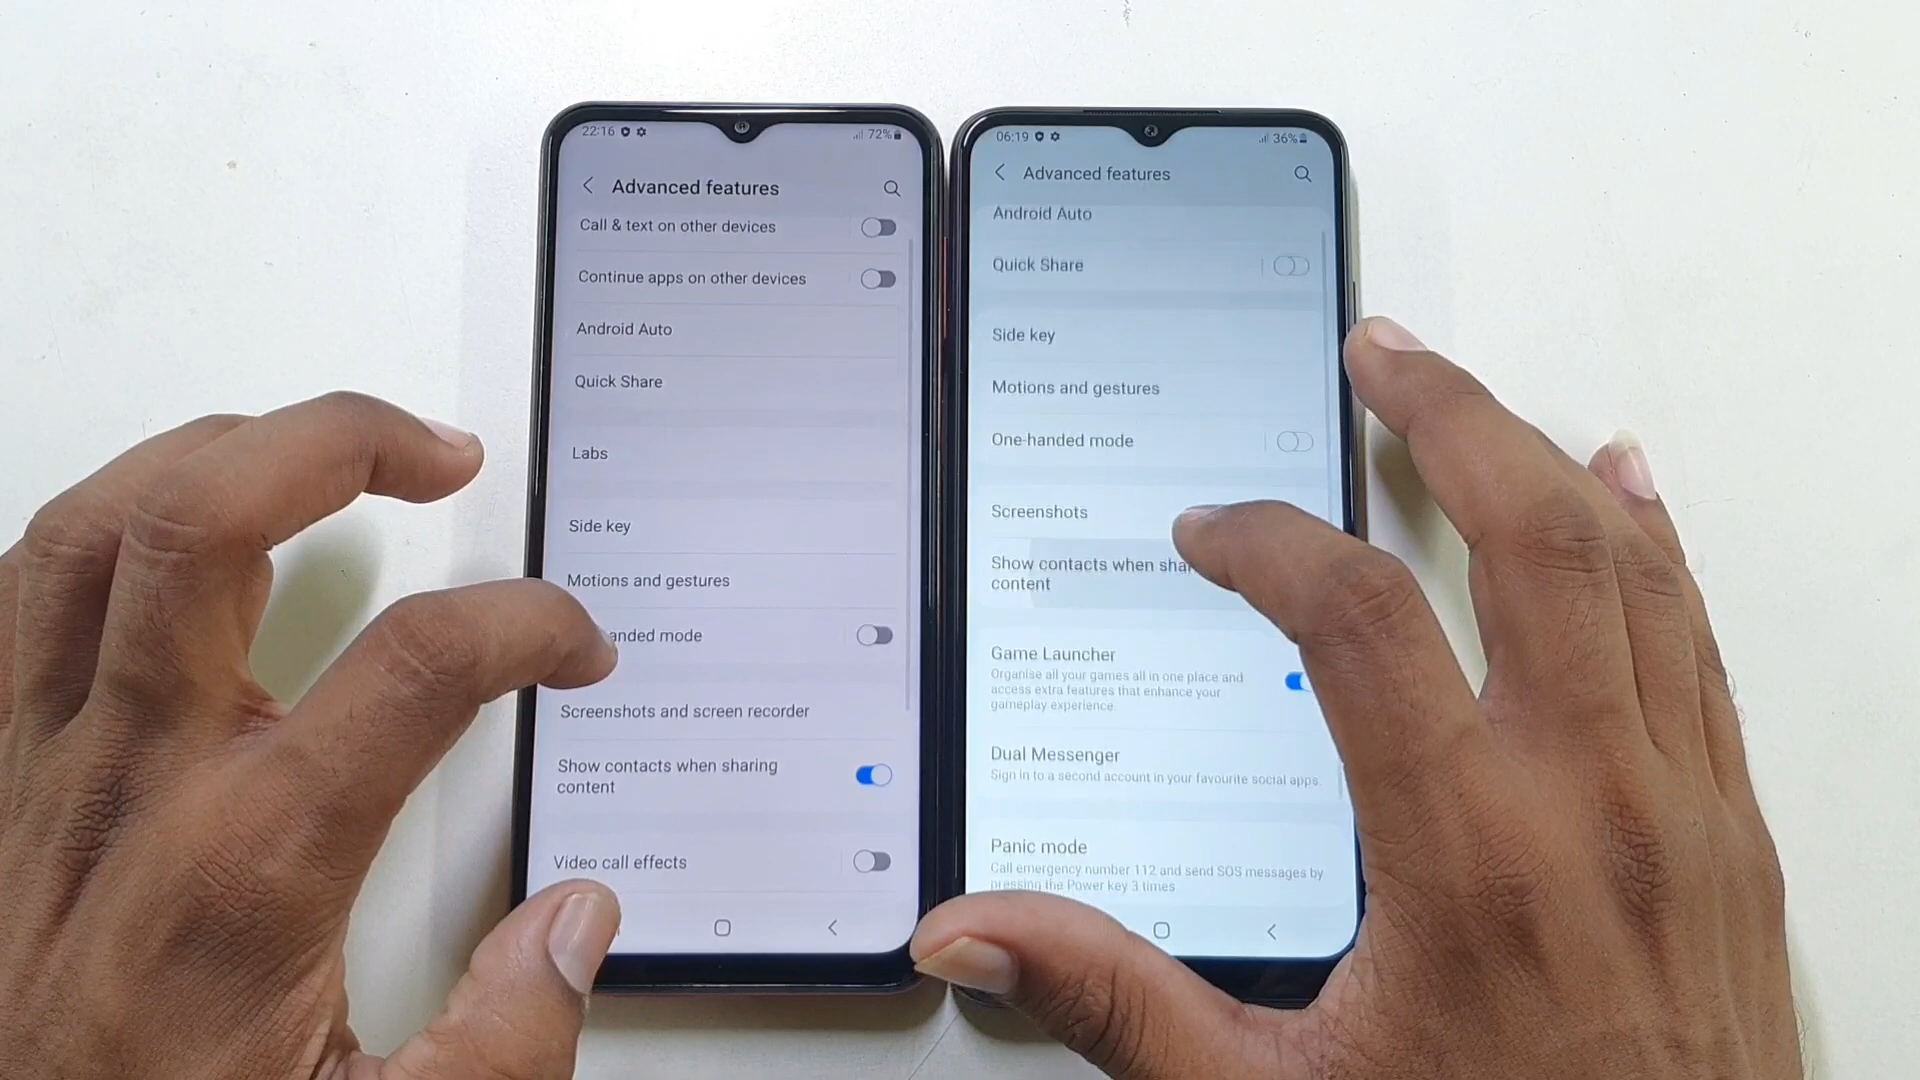 22:16
72%
Advanced features
Call & text on other devices
Continue apps on other devices
Android Auto
Quick Share
Labs
Side key
Motions and gestures
anded mode
Screenshots and screen recorder
Show contacts when sharing
content
Video call effects
06:19
36%
Advanced features
Android Auto
Quick Share
Side key
Motions and gestures
One-handed mode
Screenshots
Show contacts when shar
content
Game Launcher
Organise all your games all in one place and
access extra features that enhance your
gameplay experience.
Dual Messenger
Sign in to a second account in your favourite social apps.
Panic mode
Call emergency number 112 and send SOS messages by
pressing the Power key 3 times